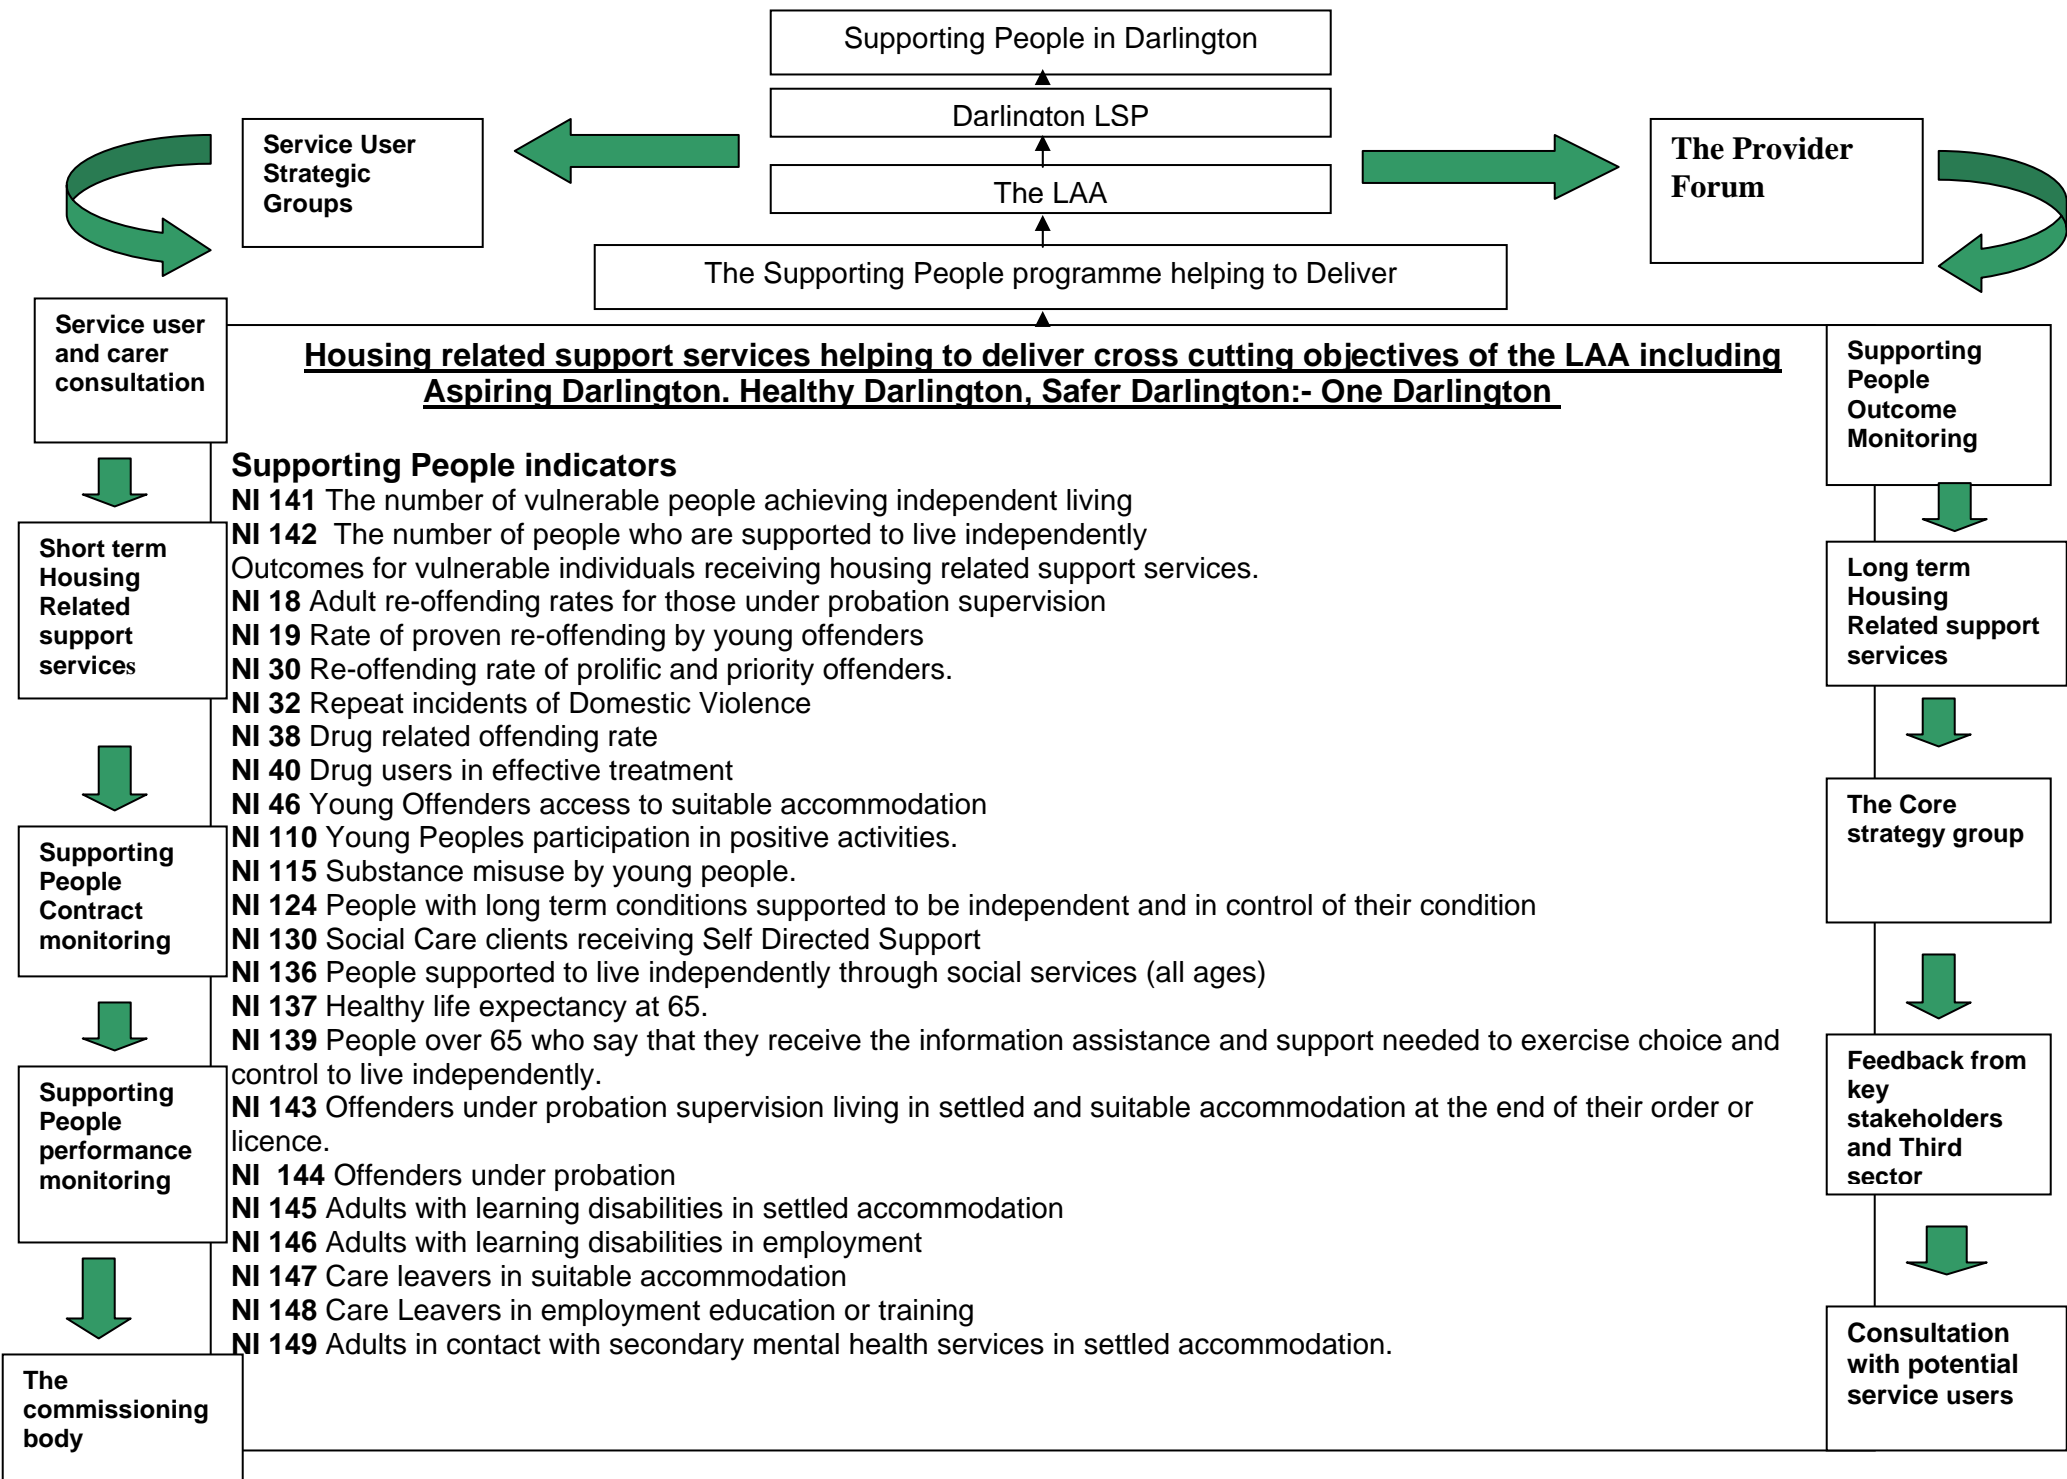 Supporting People in Darlington
Darlington LSP
The LAA
The Supporting People programme helping to Deliver
Service User
Strategic
Groups
The Provider
Forum
Service user
and carer
consultation
Short term
Housing
Related
support
services
Supporting
People
Contract
monitoring
Supporting
People
performance
monitoring
The
commissioning
body
Housing related support services helping to deliver cross cutting objectives of the LAA including
Aspiring Darlington. Healthy Darlington, Safer Darlington:- One Darlington
Supporting People indicators
NI 141 The number of vulnerable people achieving independent living
NI 142 The number of people who are supported to live independently
Outcomes for vulnerable individuals receiving housing related support services.
NI 18 Adult re-offending rates for those under probation supervision
NI 19 Rate of proven re-offending by young offenders
NI 30 Re-offending rate of prolific and priority offenders.
NI 32 Repeat incidents of Domestic Violence
NI 38 Drug related offending rate
NI 40 Drug users in effective treatment
NI 46 Young Offenders access to suitable accommodation
NI 110 Young Peoples participation in positive activities.
NI 115 Substance misuse by young people.
NI 124 People with long term conditions supported to be independent and in control of their condition
NI 130 Social Care clients receiving Self Directed Support
NI 136 People supported to live independently through social services (all ages)
NI 137 Healthy life expectancy at 65.
NI 139 People over 65 who say that they receive the information assistance and support needed to exercise choice and
control to live independently.
NI 143 Offenders under probation supervision living in settled and suitable accommodation at the end of their order or
licence.
NI 144 Offenders under probation
NI 145 Adults with learning disabilities in settled accommodation
NI 146 Adults with learning disabilities in employment
NI 147 Care leavers in suitable accommodation
NI 148 Care Leavers in employment education or training
NI 149 Adults in contact with secondary mental health services in settled accommodation.
Supporting
People
Outcome
Monitoring
Long term
Housing
Related support
services
The Core
strategy group
Feedback from
key
stakeholders
and Third
sector
Consultation
with potential
service users